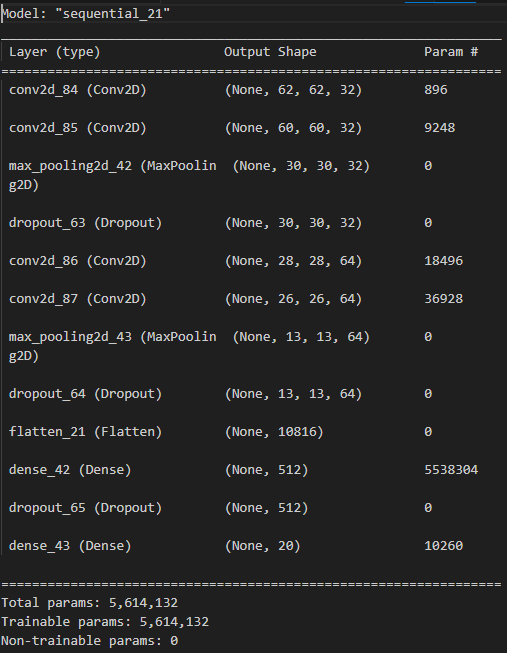 Model: "sequential_21"
_________________________________________________________________
Layer (type) Output Shape Param #
=================================================================
conv2d_84 (Conv2D) (None, 62, 62, 32) 896
conv2d_85 (Conv2D) (None, 60, 60, 32) 9248
max_pooling2d_42 (MaxPoolin (None, 30, 30, 32) 0
g2D)
dropout_63 (Dropout) (None, 30, 30, 32) 0
conv2d_86 (Conv2D) (None, 28, 28, 64) 18496
conv2d_87 (Conv2D) (None, 26, 26, 64) 36928
max_pooling2d_43 (MaxPoolin (None, 13, 13, 64) 0
g2D)
dropout_64 (Dropout) (None, 13, 13, 64) 0
flatten_21 (Flatten) (None, 10816) 0
dense_42 (Dense) (None, 512) 5538304
dropout_65 (Dropout) (None, 512) 0
dense_43 (Dense) (None, 20) 10260
=================================================================
Total params: 5,614,132
Trainable params: 5,614,132
Non-trainable params: 0